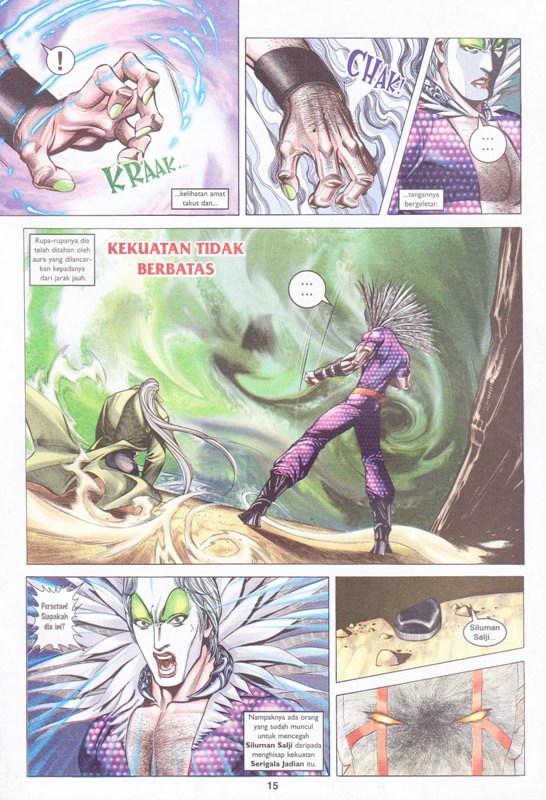 !
KRAAK...
...kelihatan amat
takut dan...
CHAK!
...
...
...tangannya
bergeletar.
Rupa-rupanya dia
telah ditahan oleh
aura yang dilancar-
kan kepadanya
dari jarak jauh.
KEKUATAN TIDAK
BERBATAS
...
...
Persetan!
Siapakah
dia ini?
Nampaknya ada orang
yang sudah muncul
untuk mencegah
Siluman Salji daripada
menghisap kekuatan
Serigala Jadian itu.
Siluman
Salji...
15